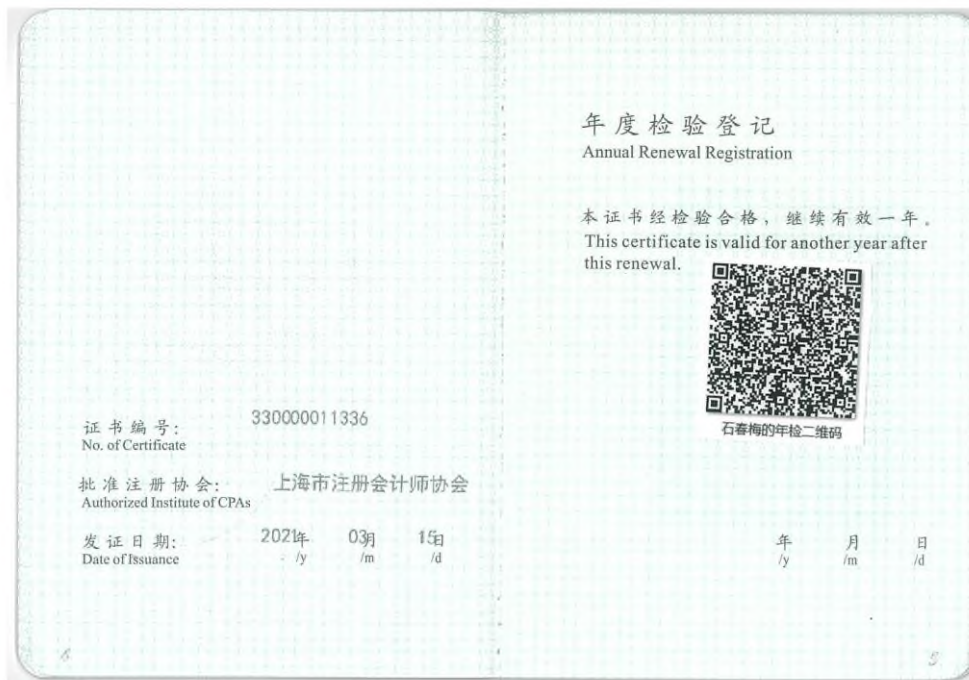 证书编号: 330000011336
No. of Certificate
批准注册协会: 上海市注册会计师协会
Authorized Institute of CPAs
发证日期: 2021年 03月 15日
Date of Issuance /y /m /d
6
年度检验登记
Annual Renewal Registration
本证书经检验合格，继续有效一年。
This certificate is valid for another year after
this renewal.
石春梅的年检二维码
年 月 日
/y /m /d
5